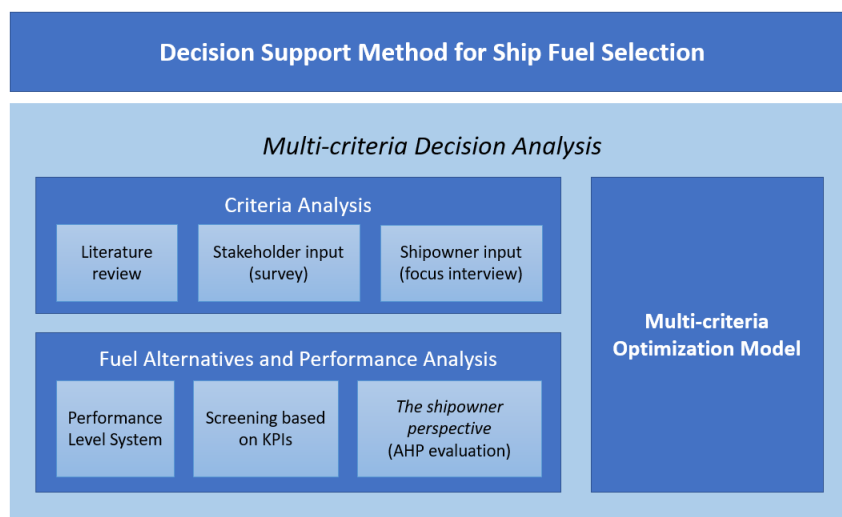 Decision Support Method for Ship Fuel Selection
Multi-criteria Decision Analysis
Criteria Analysis
Literature
review
Stakeholder input
(survey)
Shipowner input
(focus interview)
Fuel Alternatives and Performance Analysis
Performance
Level System
Screening based
on KPIs
The shipowner
perspective
(AHP evaluation)
Multi-criteria
Optimization Model